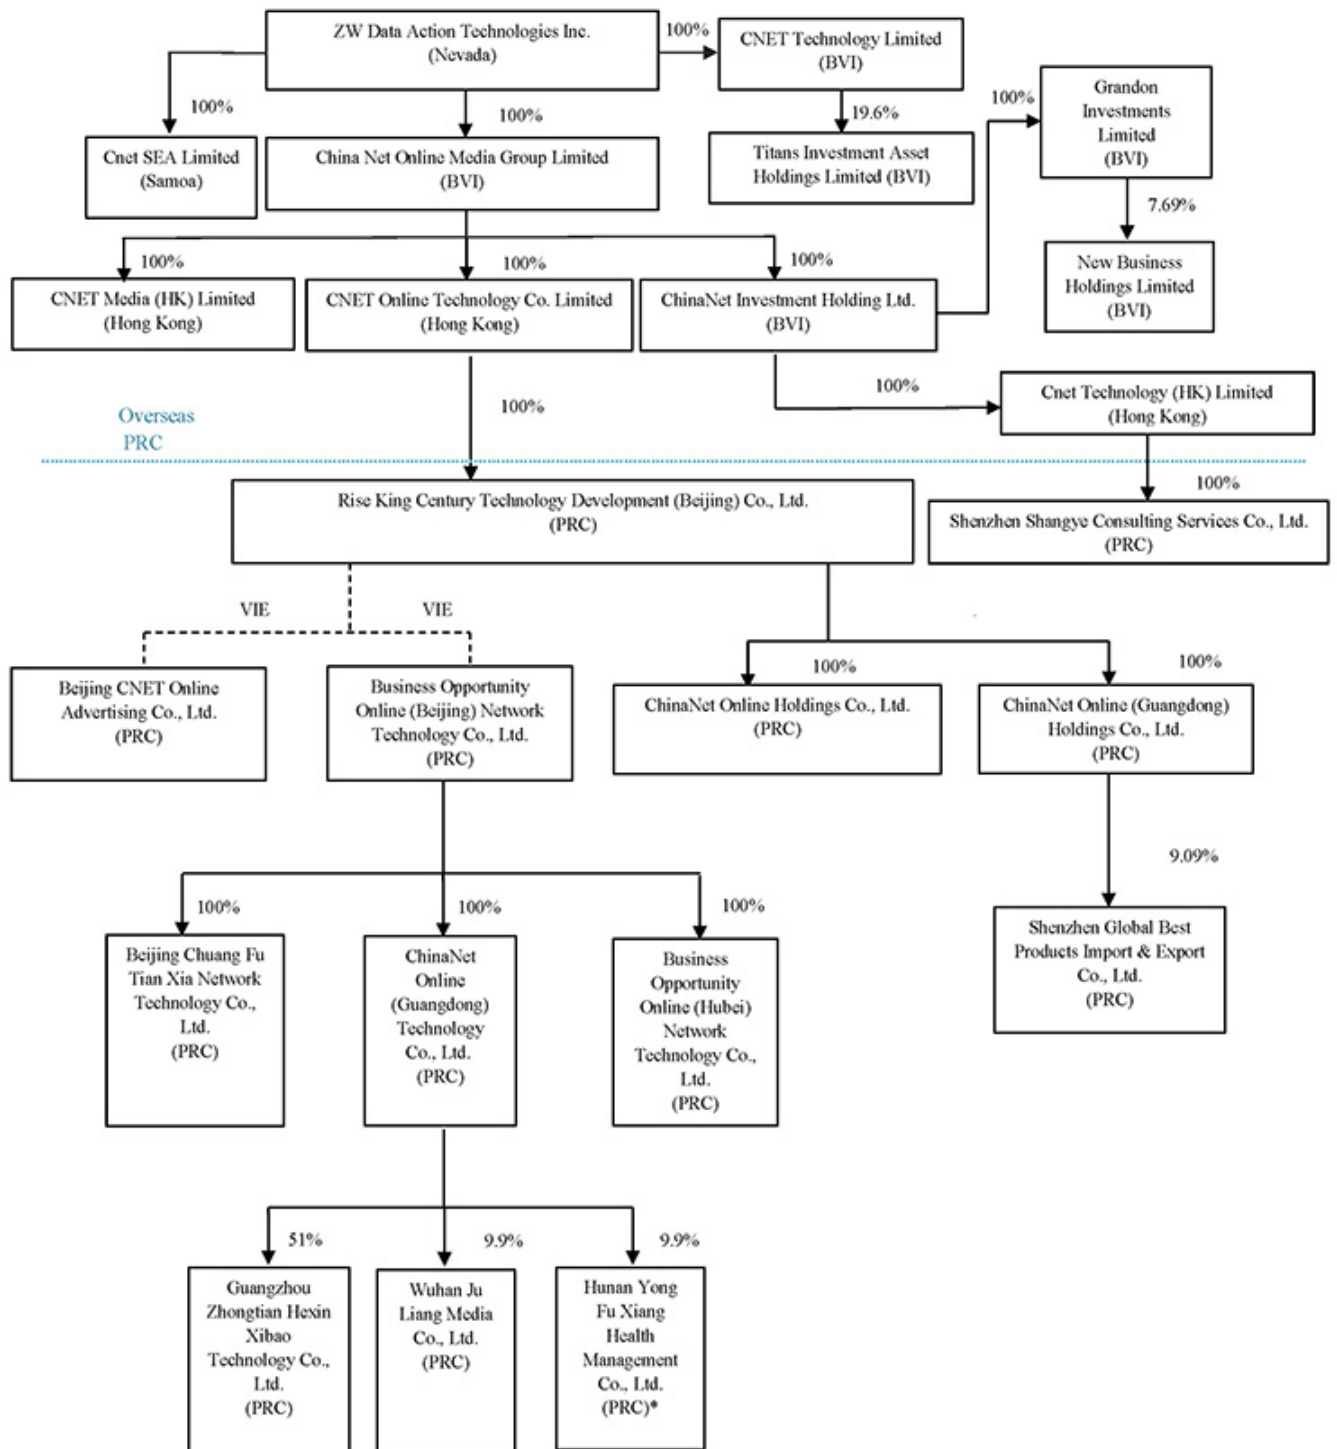 ZW Data Action Technologies Inc.
(Nevada)
100%
CNET Technology Limited
(BVI)
100%
100%
19.6%
100%
Grandon
Investments
Limited
(BVI)
Cnet SEA Limited
(Samoa)
China Net Online Media Group Limited
(BVI)
Titans Investment Asset
Holdings Limited (BVI)
7.69%
100%
100%
100%
New Business
Holdings Limited
(BVI)
CNET Media (HK) Limited
(Hong Kong)
CNET Online Technology Co. Limited
(Hong Kong)
ChinaNet Investment Holding Ltd.
(BVI)
100%
100%
Cnet Technology (HK) Limited
(Hong Kong)
Overseas
PRC
100%
Rise King Century Technology Development (Beijing) Co., Ltd.
(PRC)
Shenzhen Shangye Consulting Services Co., Ltd.
(PRC)
VIE
VIE
100%
100%
Beijing CNET Online
Advertising Co., Ltd.
(PRC)
Business Opportunity
Online (Beijing) Network
Technology Co., Ltd.
(PRC)
ChinaNet Online Holdings Co., Ltd.
(PRC)
ChinaNet Online (Guangdong)
Holdings Co., Ltd.
(PRC)
9.09%
100%
100%
100%
Beijing Chuang Fu
Tian Xia Network
Technology Co.,
Ltd.
(PRC)
ChinaNet
Online
(Guangdong)
Technology
Co., Ltd.
(PRC)
Business
Opportunity
Online (Hubei)
Network
Technology Co.,
Ltd.
(PRC)
Shenzhen Global Best
Products Import & Export
Co., Ltd.
(PRC)
51%
9.9%
9.9%
Guangzhou
Zhongtian Hexin
Xibao
Technology Co.,
Ltd.
(PRC)
Wuhan Ju
Liang Media
Co., Ltd.
(PRC)
Hunan Yong
Fu Xiang
Health
Management
Co., Ltd.
(PRC)*